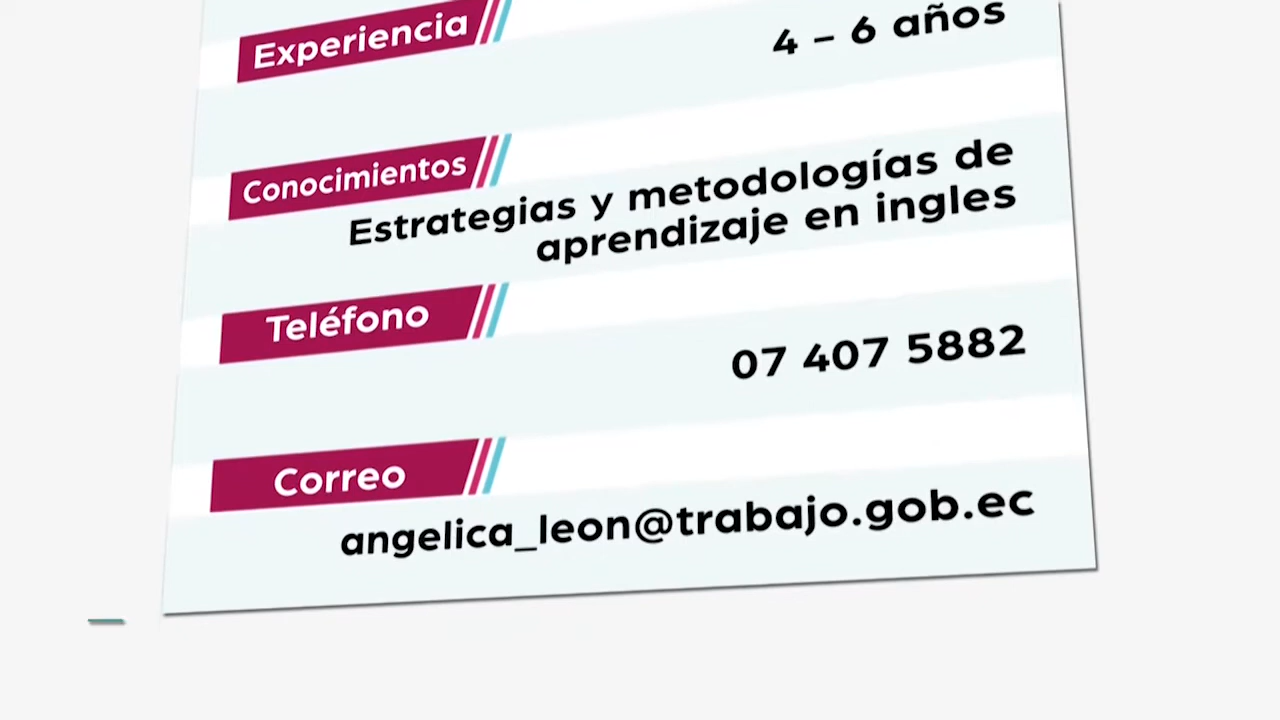 Experiencia
4 – 6 años
Conocimientos
Estrategias y metodologías de
aprendizaje en ingles
Teléfono
07 407 5882
Correo
angelica_leon@trabajo.gob.ec